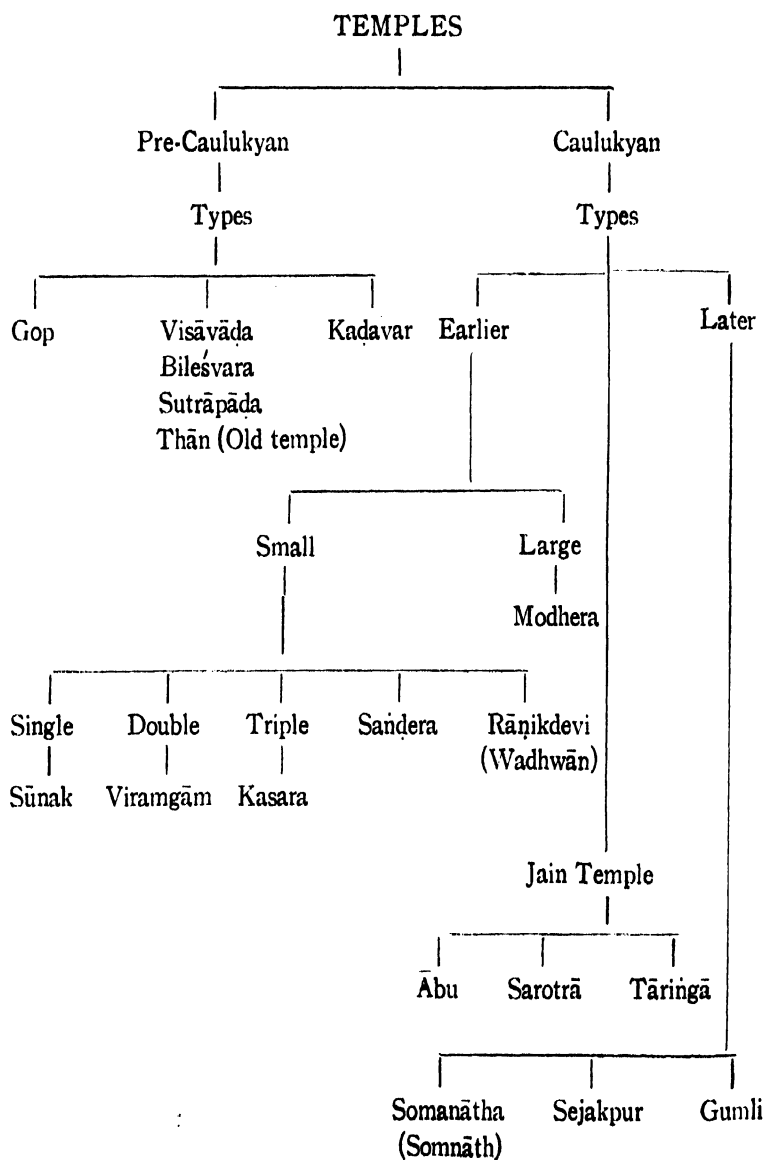 TEMPLES
Pre-Caulukyan Caulukyan
Types Types
Gop Visāvāḍa Kaḍavar Earlier Later
Bileśvara
Sutrāpāḍa
Thān (Old temple)
Small Large
Modhera
Single Double Triple Saṅḍera Rāṇikdevi
(Wadhwān)
Sūnak Viramgām Kasara
Jain Temple
Ābu Sarotrā Tāriṅgā
Somanātha Sejakpur Gumli
(Somnāth)